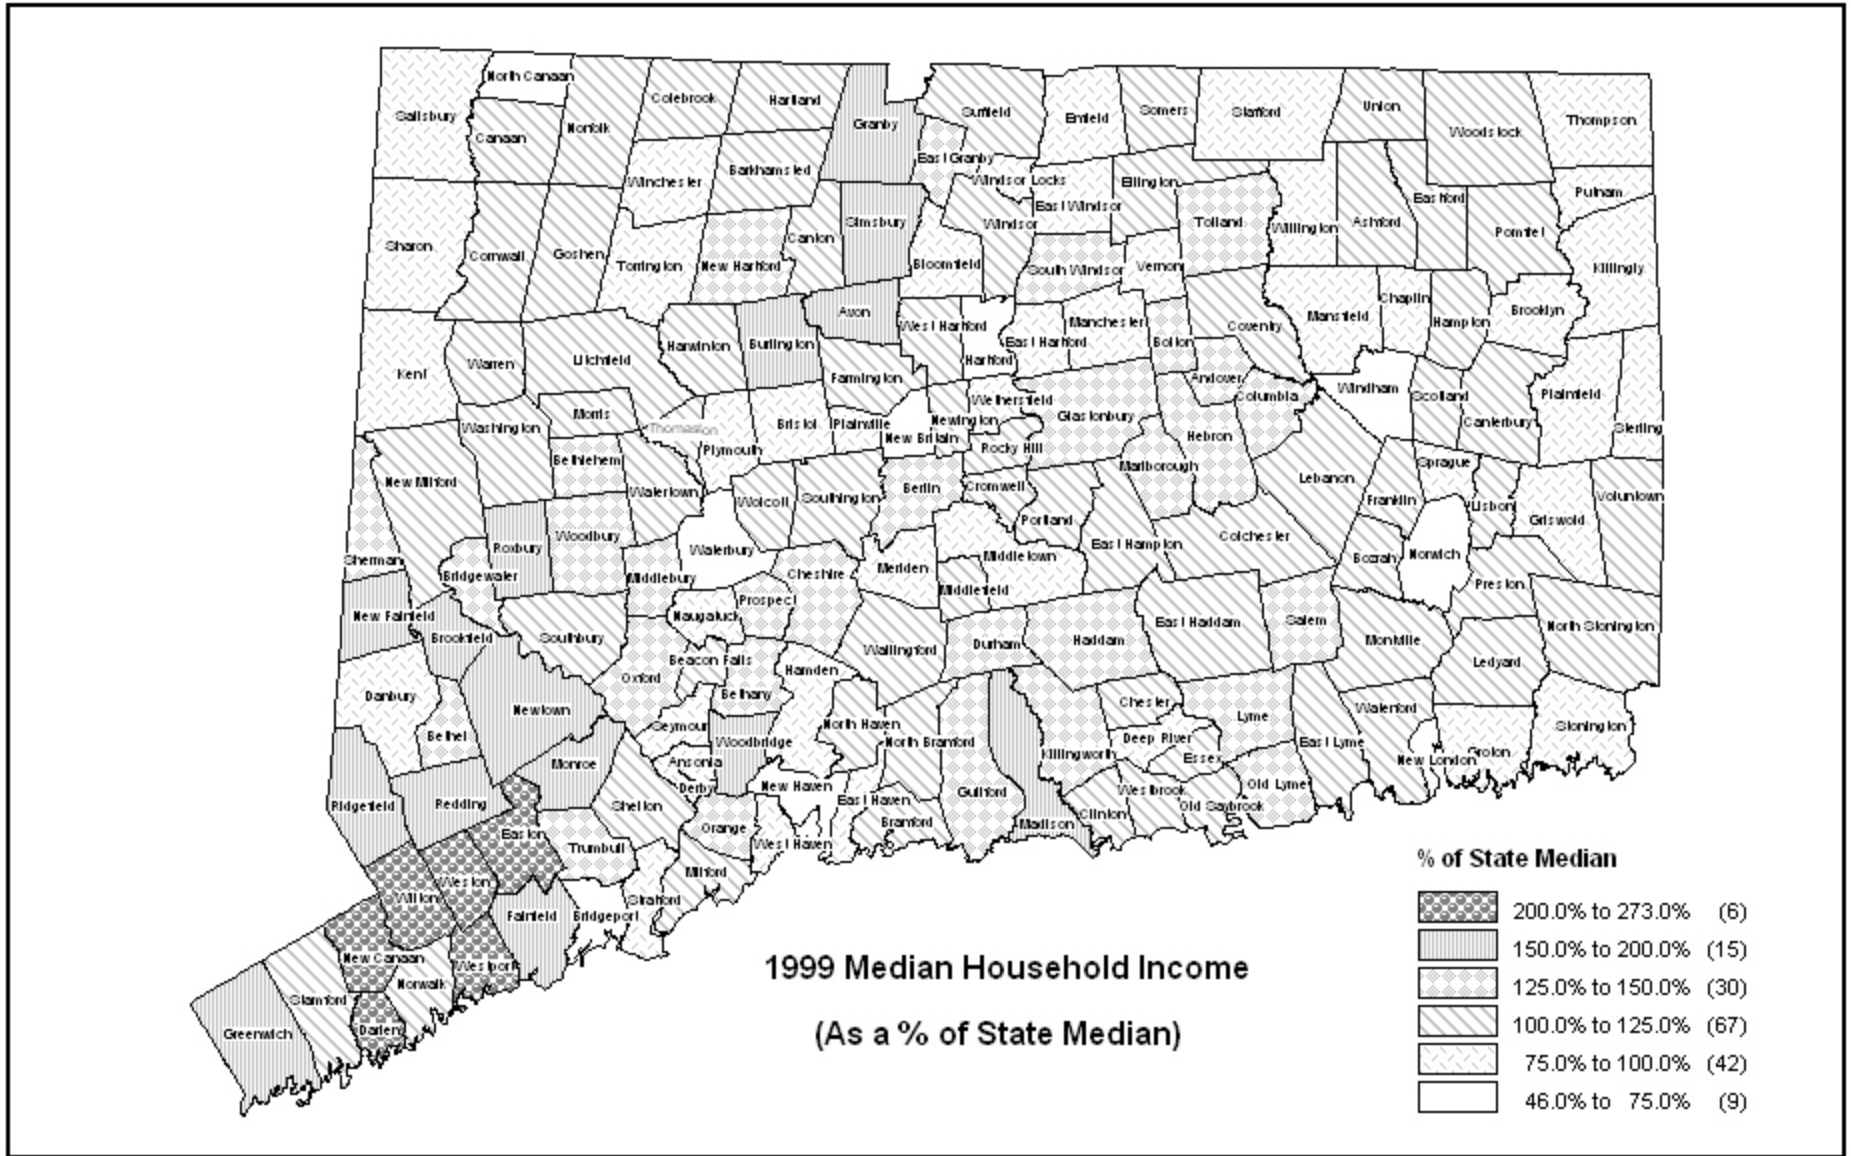 North Canaan
Salisbury
Canaan
Norfolk
Colebrook
Hartland
Granby
Suffield
Enfield
Somers
Stafford
Union
Woodstock
Thompson
East Granby
Winchester
Barkhamsted
Windsor Locks
East Windsor
Ellington
Putnam
Eastford
Sharon
Cornwall
Goshen
Torrington
New Hartford
Canton
Simsbury
Bloomfield
Windsor
South Windsor
Vernon
Tolland
Willington
Ashford
Pomfret
Killingly
Kent
Warren
Litchfield
Harwinton
Burlington
Avon
West Hartford
Hartford
East Hartford
Manchester
Bolton
Coventry
Mansfield
Chaplin
Hampton
Brooklyn
Farmington
Andover
Columbia
Windham
Scotland
Canterbury
Plainfield
Sterling
Washington
Morris
Thomaston
Plymouth
Bristol
Plainville
New Britain
Newington
Wethersfield
Rocky Hill
Glastonbury
Hebron
Marlborough
Lebanon
Sprague
Franklin
Lisbon
Griswold
Voluntown
New Milford
Bethlehem
Watertown
Wolcott
Southington
Berlin
Cromwell
Portland
East Hampton
Colchester
Bozrah
Norwich
Preston
Sherman
Roxbury
Woodbury
Waterbury
Bridgewater
Middlebury
Cheshire
Meriden
Middletown
Middlefield
New Fairfield
Brookfield
Southbury
Naugatuck
Prospect
Wallingford
Durham
Haddam
East Haddam
Salem
Montville
Ledyard
North Stonington
Danbury
Bethel
Newtown
Oxford
Beacon Falls
Bethany
Hamden
Seymour
Woodbridge
North Haven
North Branford
Chester
Deep River
Essex
Lyme
East Lyme
Waterford
New London
Groton
Stonington
Ridgefield
Redding
Monroe
Shelton
Ansonia
Derby
New Haven
East Haven
Branford
Guilford
Madison
Killingworth
Clinton
Westbrook
Old Saybrook
Old Lyme
Easton
Trumbull
Orange
West Haven
Milford
Stratford
Wilton
Weston
Fairfield
Bridgeport
New Canaan
Westport
Norwalk
Stamford
Darien
Greenwich
1999 Median Household Income
(As a % of State Median)
% of State Median
200.0% to 273.0% (6)
150.0% to 200.0% (15)
125.0% to 150.0% (30)
100.0% to 125.0% (67)
75.0% to 100.0% (42)
46.0% to 75.0% (9)